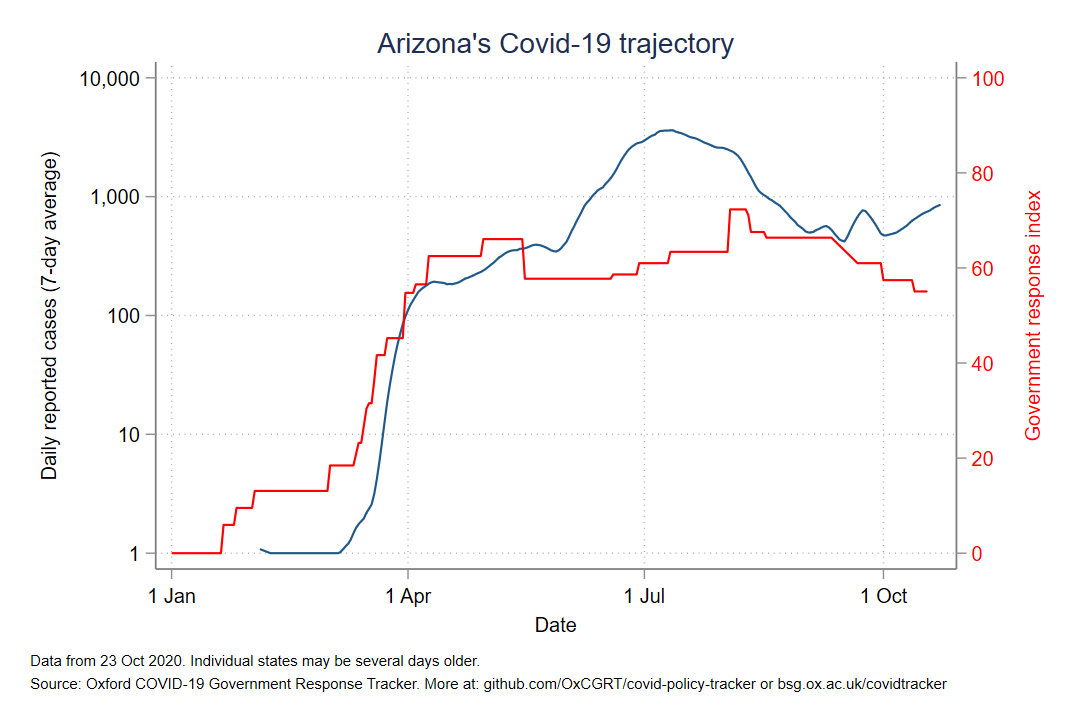 Arizona's Covid-19 trajectory
10,000
1,000
100
10
1
Daily reported cases (7-day average)
100
80
60
40
20
0
Government response index
1 Jan
1 Apr
1 Jul
1 Oct
Date
Data from 23 Oct 2020. Individual states may be several days older.
Source: Oxford COVID-19 Government Response Tracker. More at: github.com/OxCGRT/covid-policy-tracker or bsg.ox.ac.uk/covidtracker